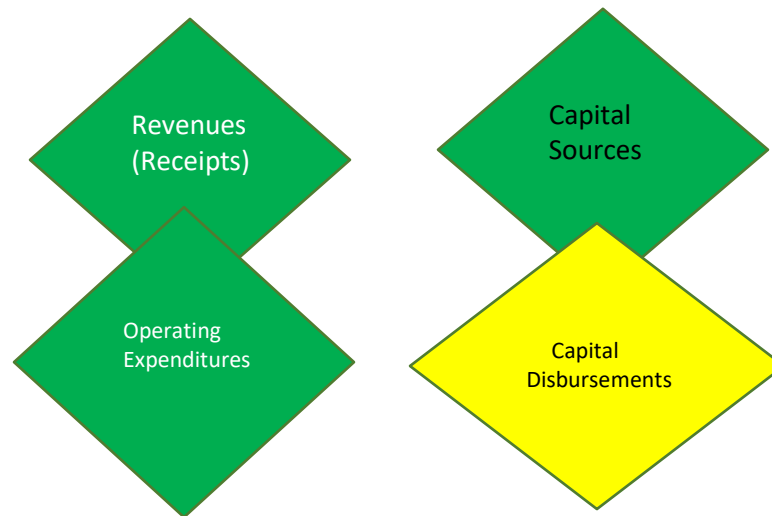 Revenues
(Receipts)
Capital
Sources
Operating
Expenditures
Capital
Disbursements